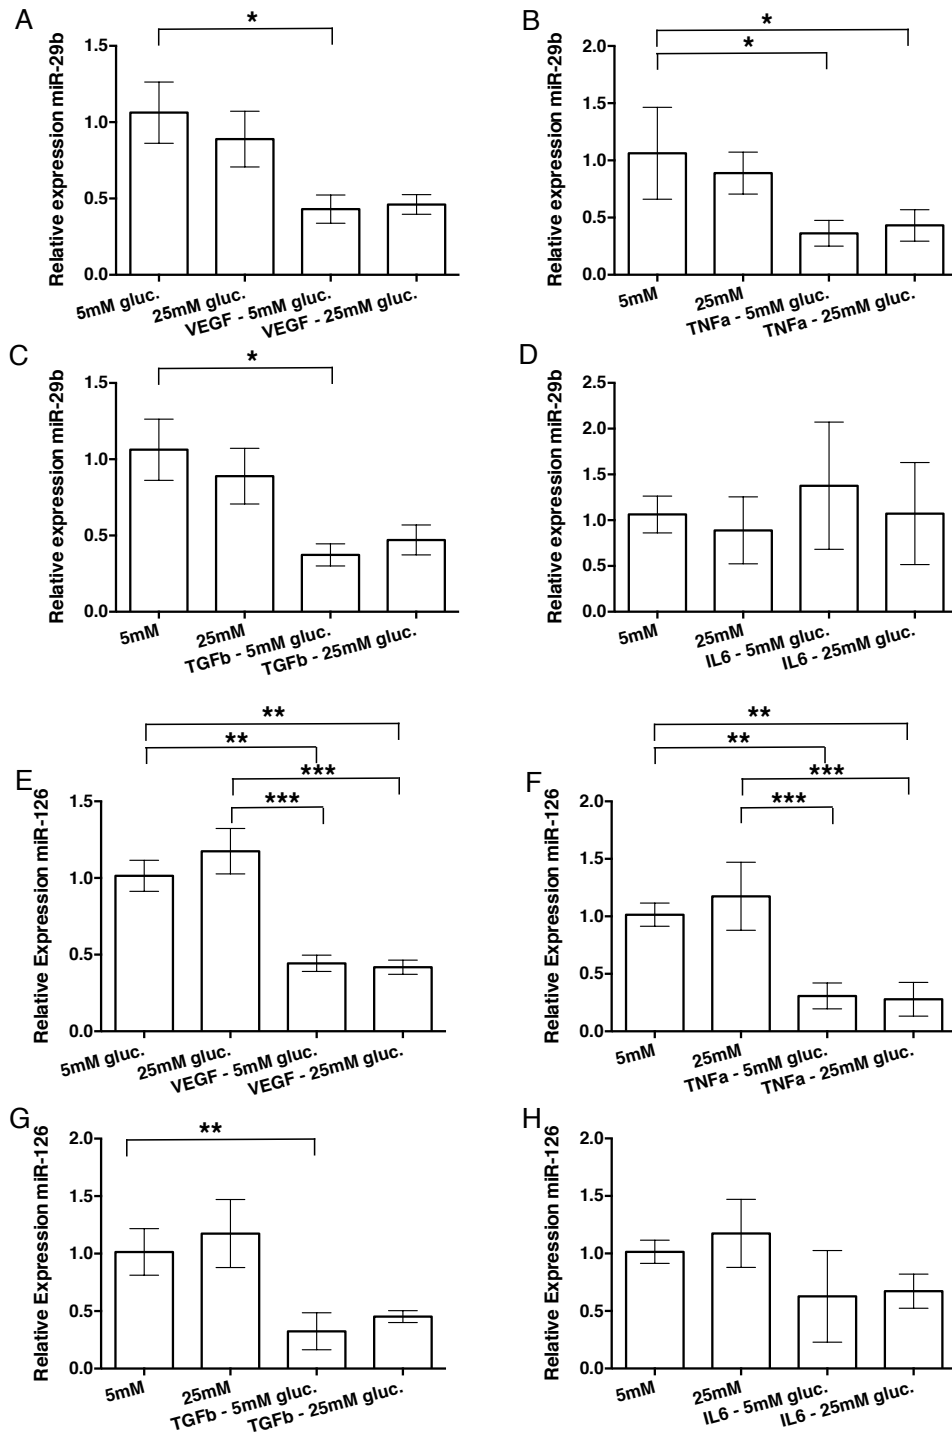 A
*
Relative expression miR-29b
1.5
1.0
0.5
0.0
5mM gluc.
25mM gluc.
VEGF - 5mM gluc.
VEGF - 25mM gluc.
B
*
*
Relative expression miR-29b
2.0
1.5
1.0
0.5
0.0
5mM
25mM
TNFa - 5mM gluc.
TNFa - 25mM gluc.
C
*
Relative expression miR-29b
1.5
1.0
0.5
0.0
5mM
25mM
TGFb - 5mM gluc.
TGFb - 25mM gluc.
D
Relative expression miR-29b
2.5
2.0
1.5
1.0
0.5
0.0
5mM
25mM
IL6 - 5mM gluc.
IL6 - 25mM gluc.
E
**
**
***
***
Relative Expression miR-126
1.5
1.0
0.5
0.0
5mM gluc.
25mM gluc.
VEGF - 5mM gluc.
VEGF - 25mM gluc.
F
**
**
***
***
Relative Expression miR-126
2.0
1.5
1.0
0.5
0.0
5mM
25mM
TNFa - 5mM gluc.
TNFa - 25mM gluc.
G
**
Relative Expression miR-126
2.0
1.5
1.0
0.5
0.0
5mM
25mM
TGFb - 5mM gluc.
TGFb - 25mM gluc.
H
Relative Expression miR-126
2.0
1.5
1.0
0.5
0.0
5mM
25mM
IL6 - 5mM gluc.
IL6 - 25mM gluc.